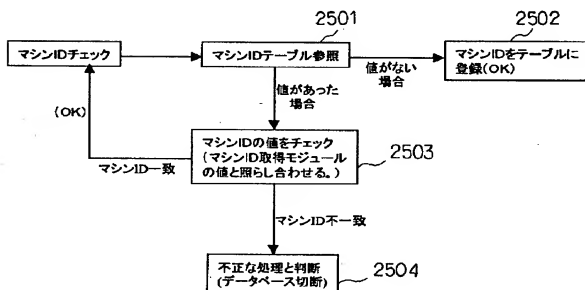 2501
2502
マシンIDチェック
マシンIDテーブル参照
マシンIDをテーブルに
登録(OK)
値がない
場合
値があった
場合
(OK)
マシンIDの値をチェック
(マシンID取得モジュール
の値と照らし合わせる。)
2503
マシンID一致
マシンID不一致
不正な処理と判断
(データベース切断)
2504